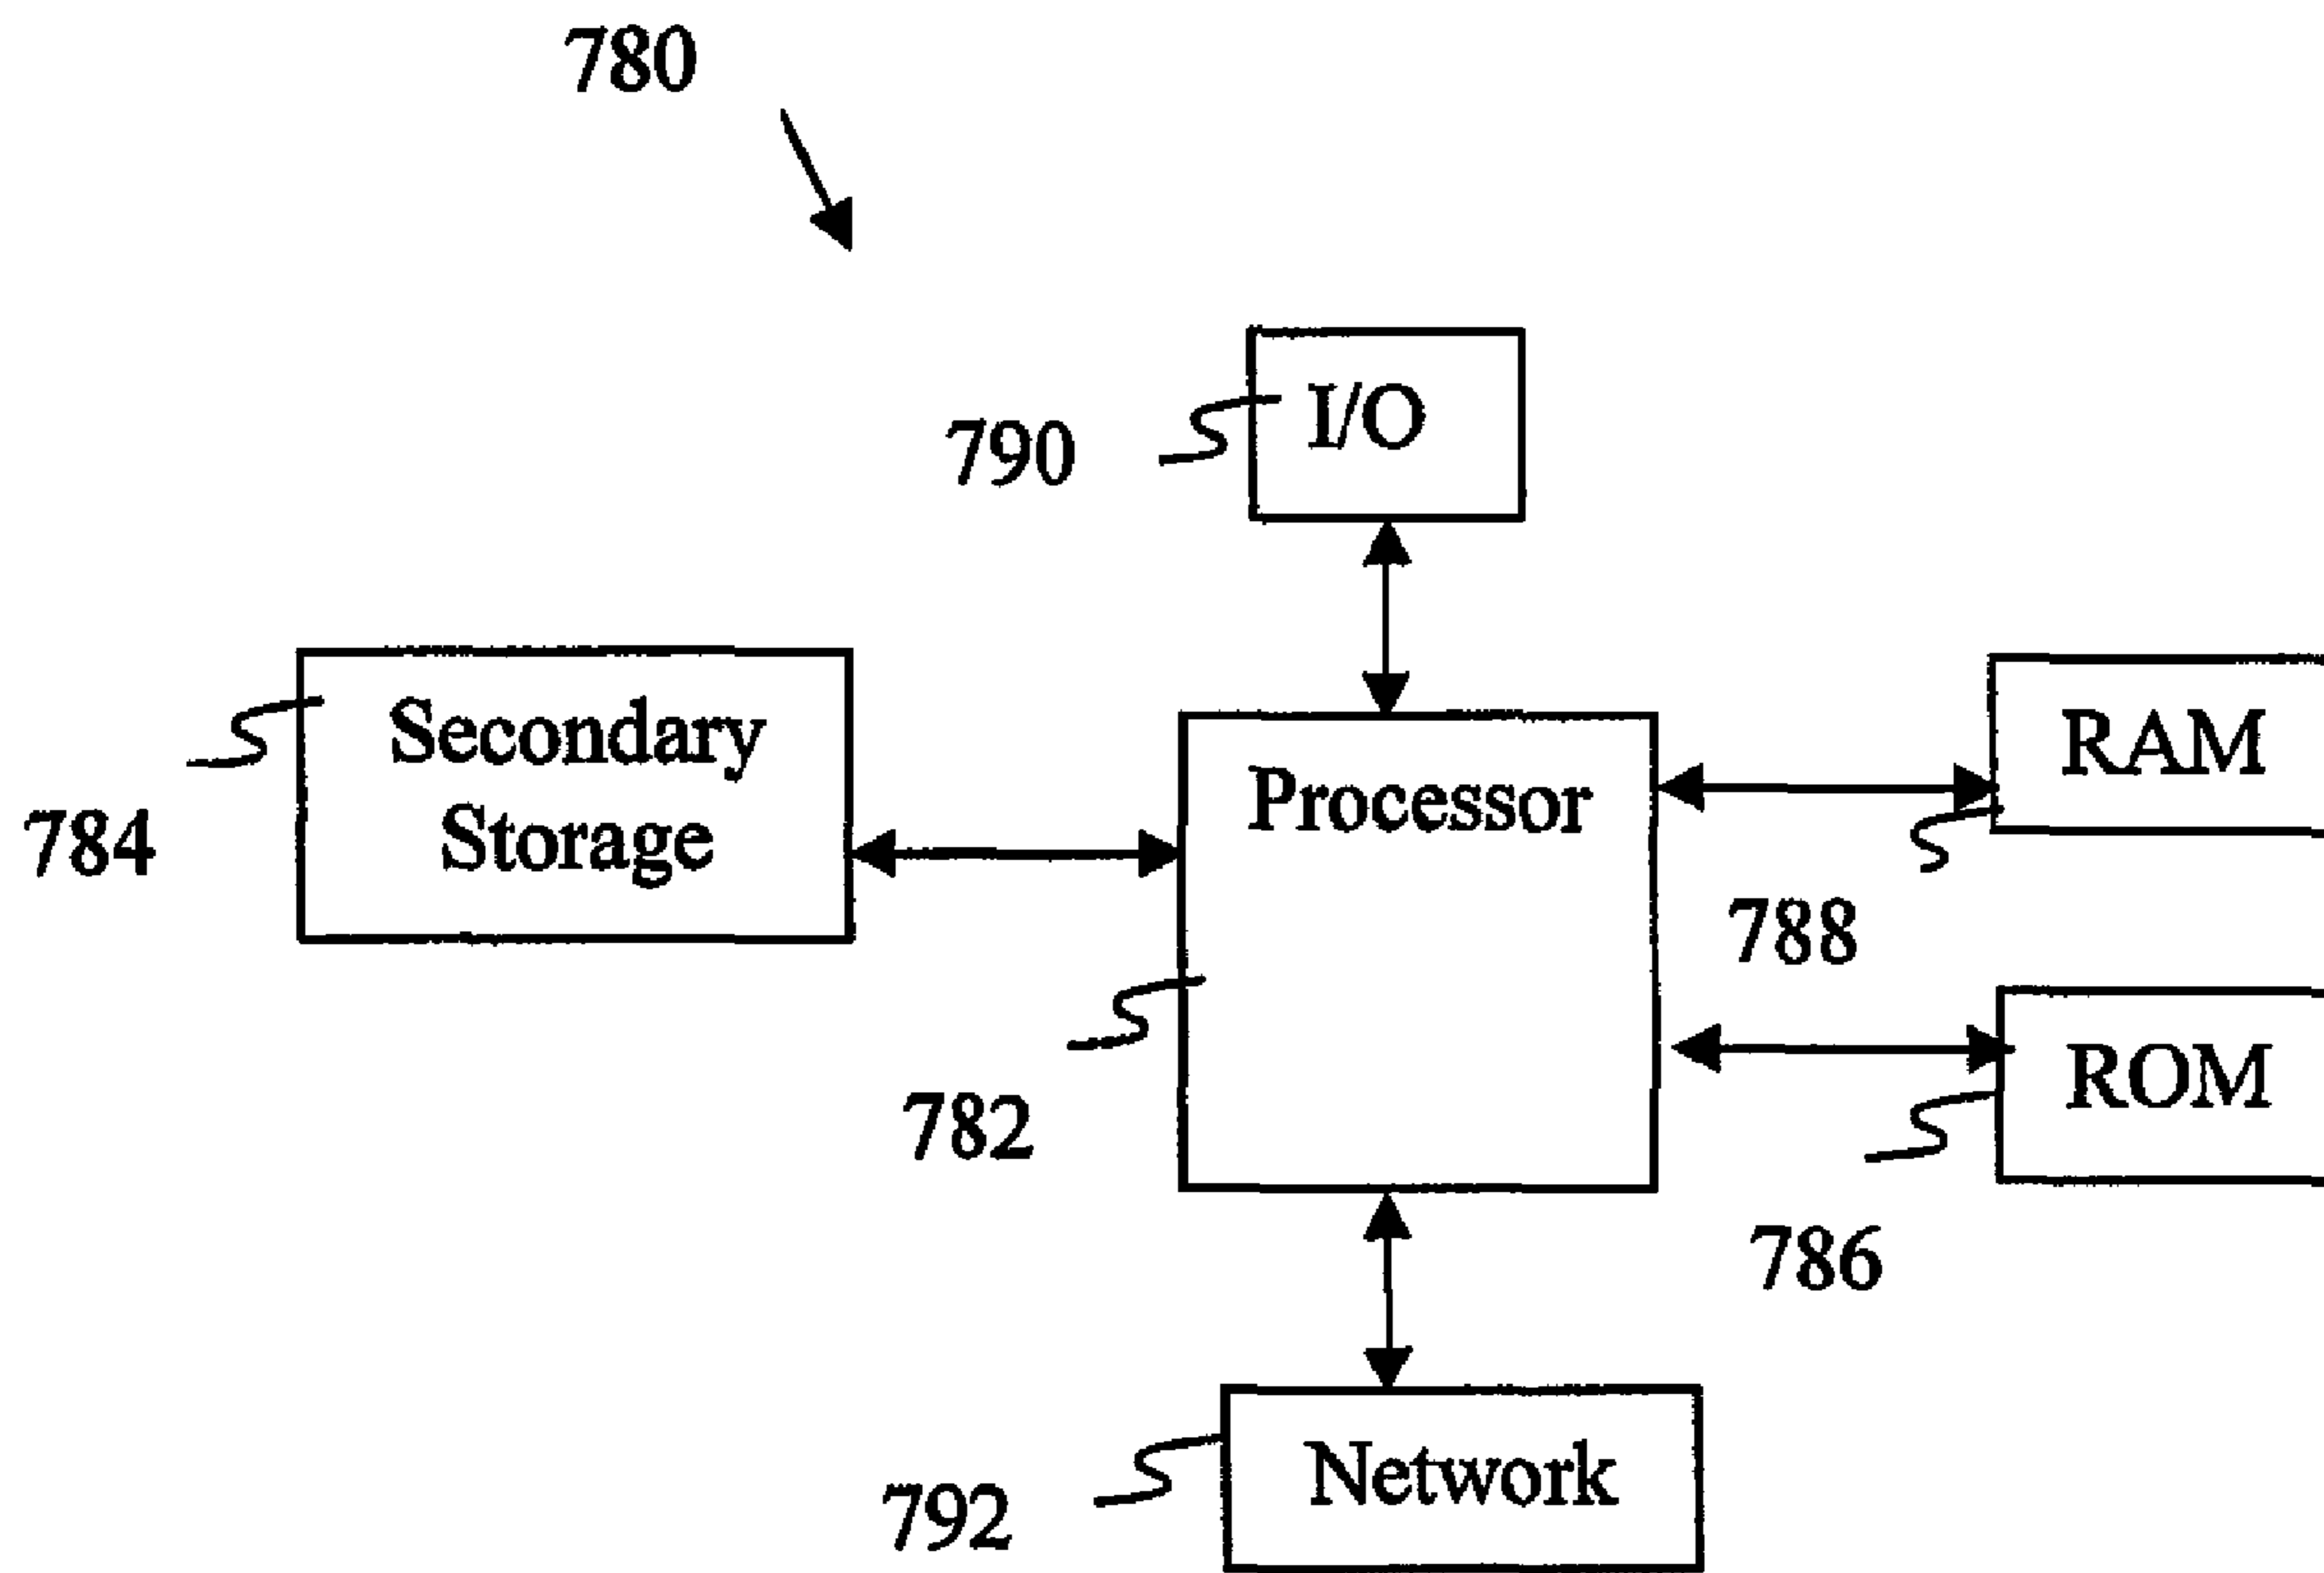 780
790
I/O
Secondary
Storage
784
Processor
782
RAM
788
ROM
786
Network
792